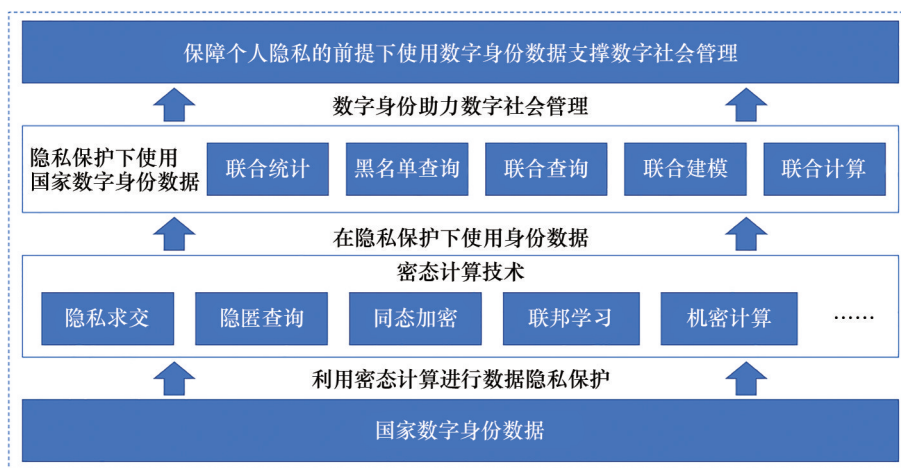 保障个人隐私的前提下使用数字身份数据支撑数字社会管理
数字身份助力数字社会管理
隐私保护下使用
国家数字身份数据
联合统计
黑名单查询
联合查询
联合建模
联合计算
在隐私保护下使用身份数据
密态计算技术
隐私求交
隐匿查询
同态加密
联邦学习
机密计算
……
利用密态计算进行数据隐私保护
国家数字身份数据